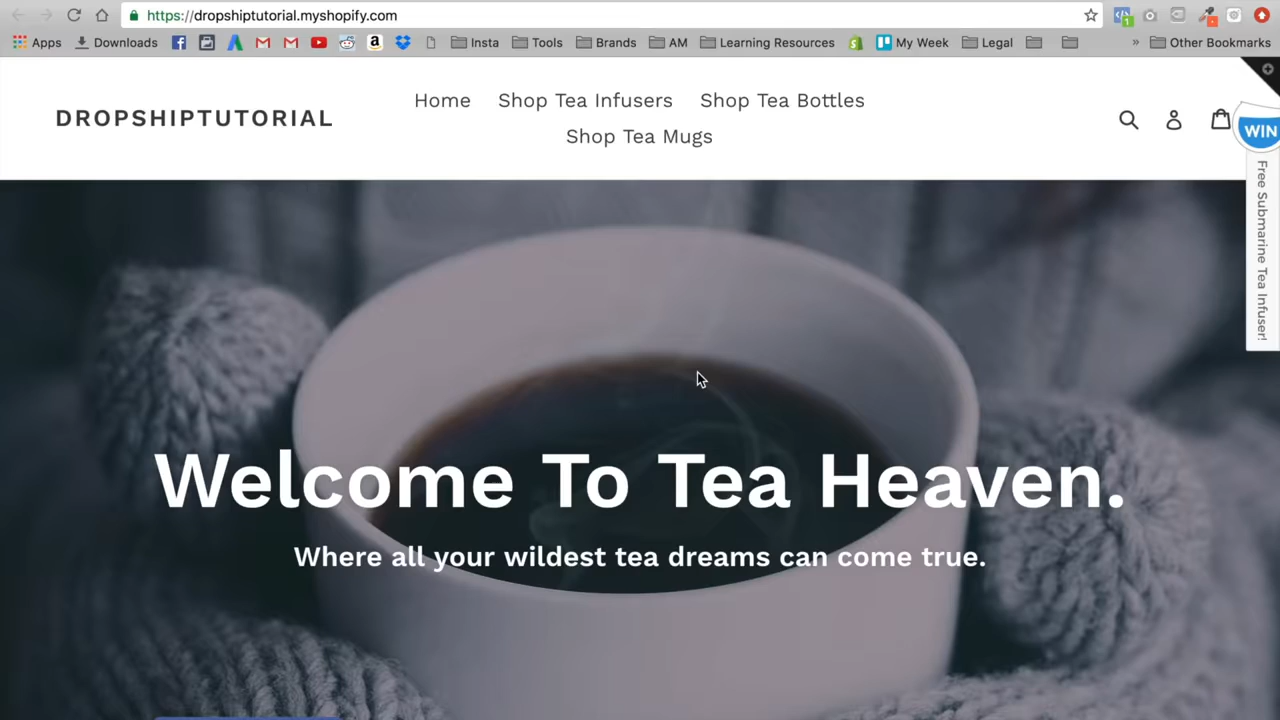 https://dropshiptutorial.myshopify.com
1
Apps Downloads Insta Tools Brands AM Learning Resources My Week Legal » Other Bookmarks
Home Shop Tea Infusers Shop Tea Bottles
DROPSHIPTUTORIAL
Shop Tea Mugs
WIN
Free Submarine Tea Infuser!
Welcome To Tea Heaven.
Where all your wildest tea dreams can come true.